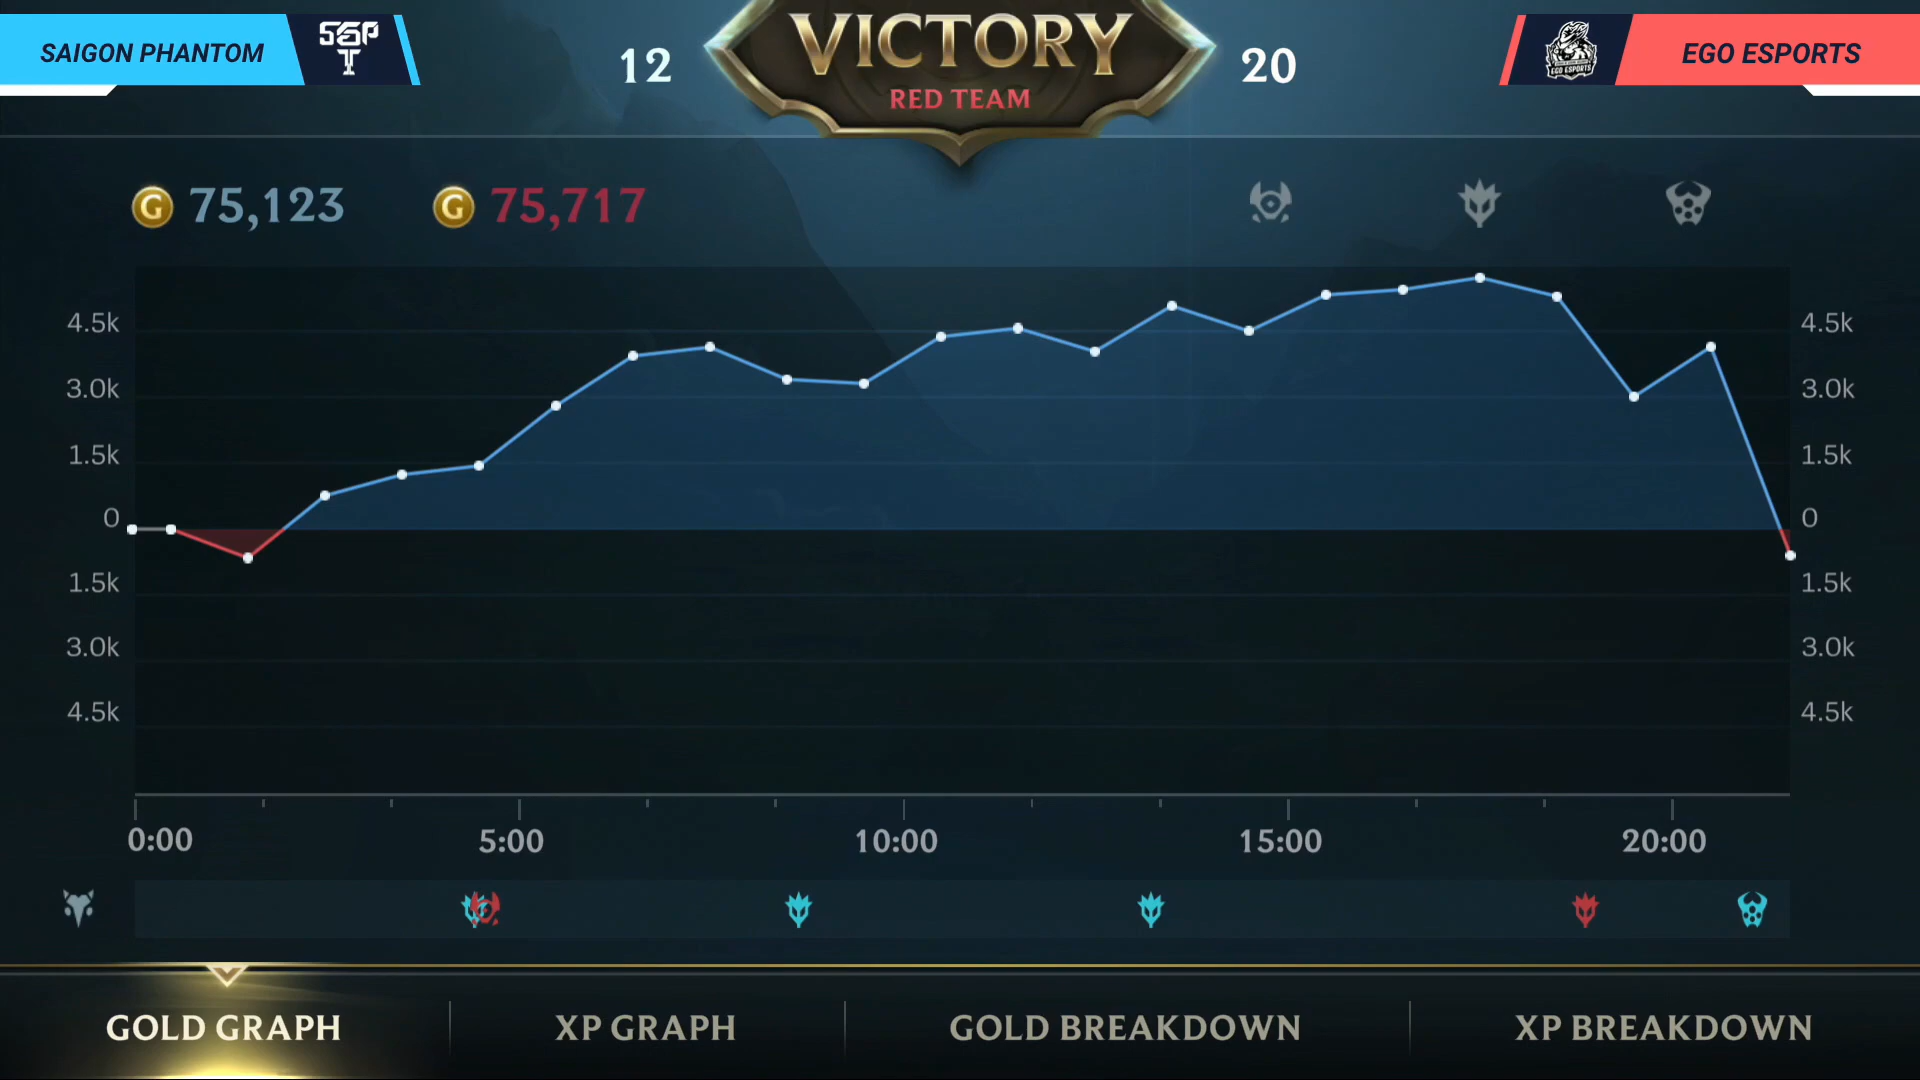 SAIGON PHANTOM
SGP
12
VICTORY
RED TEAM
20
EGO ESPORTS
EGO ESPORTS
G 75,123
G 75,717
4.5k
4.5k
3.0k
3.0k
1.5k
1.5k
0
0
1.5k
1.5k
3.0k
3.0k
4.5k
4.5k
0:00
5:00
10:00
15:00
20:00
GOLD GRAPH
XP GRAPH
GOLD BREAKDOWN
XP BREAKDOWN